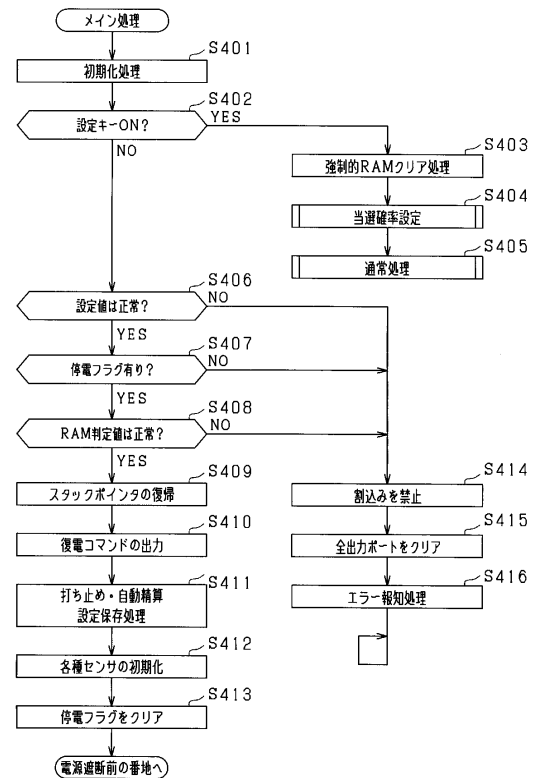 メイン処理
S401
初期化処理
S402
設定キーON?
YES
NO
S403
強制的RAMクリア処理
S404
当選確率設定
S405
通常処理
S406
設定値は正常?
NO
YES
S407
停電フラグ有り?
NO
YES
S408
RAM判定値は正常?
NO
YES
S409
スタックポインタの復帰
S410
復電コマンドの出力
S411
打ち止め・自動精算
設定保存処理
S412
各種センサの初期化
S413
停電フラグをクリア
電源遮断前の番地へ
S414
割込みを禁止
S415
全出力ポートをクリア
S416
エラー報知処理